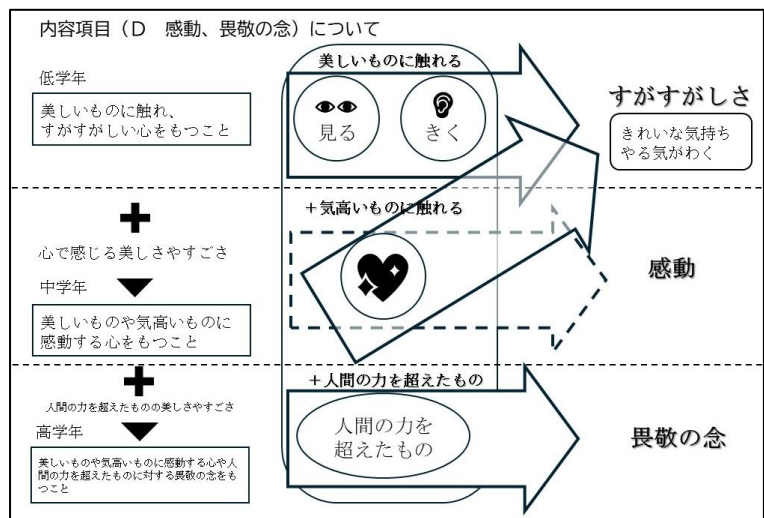 内容項目（D　感動、畏敬の念）について
低学年
美しいものに触れ、
すがすがしい心をもつこと
美しいものに触れる
見る
きく
すがすがしさ
きれいな気持ち
やる気がわく
心で感じる美しさやすごさ
中学年
美しいものや気高いものに
感動する心をもつこと
＋気高いものに触れる
感動
人間の力を超えたものの美しさやすごさ
高学年
美しいものや気高いものに感動する心や人
間の力を超えたものに対する畏敬の念をも
つこと
＋人間の力を超えたもの
人間の力を
超えたもの
畏敬の念